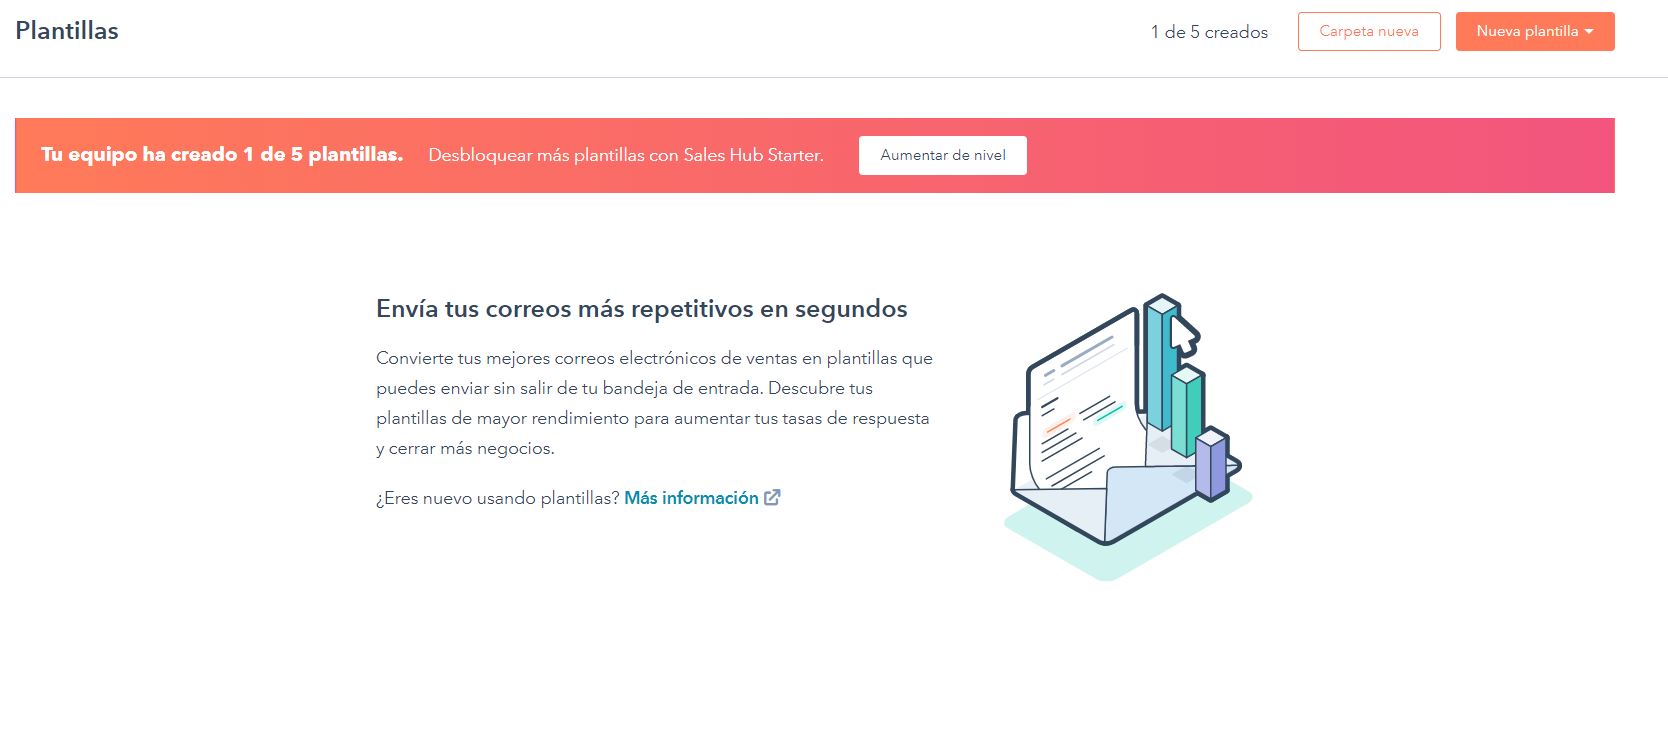 Plantillas
1 de 5 creados
Carpeta nueva
Nueva plantilla
Tu equipo ha creado 1 de 5 plantillas. Desbloquear más plantillas con Sales Hub Starter. Aumentar de nivel
Envía tus correos más repetitivos en segundos
Convierte tus mejores correos electrónicos de ventas en plantillas que
puedes enviar sin salir de tu bandeja de entrada. Descubre tus
plantillas de mayor rendimiento para aumentar tus tasas de respuesta
y cerrar más negocios.
¿Eres nuevo usando plantillas? Más información